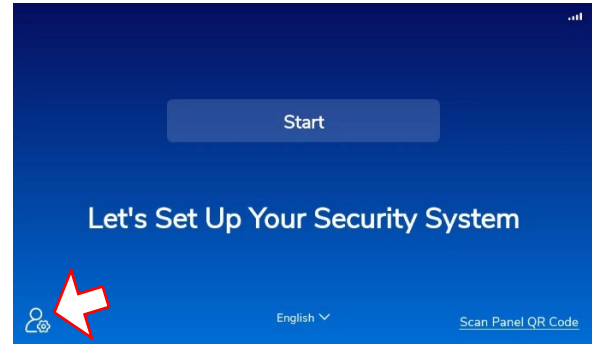 Start
Let's Set Up Your Security System
English
Scan Panel QR Code